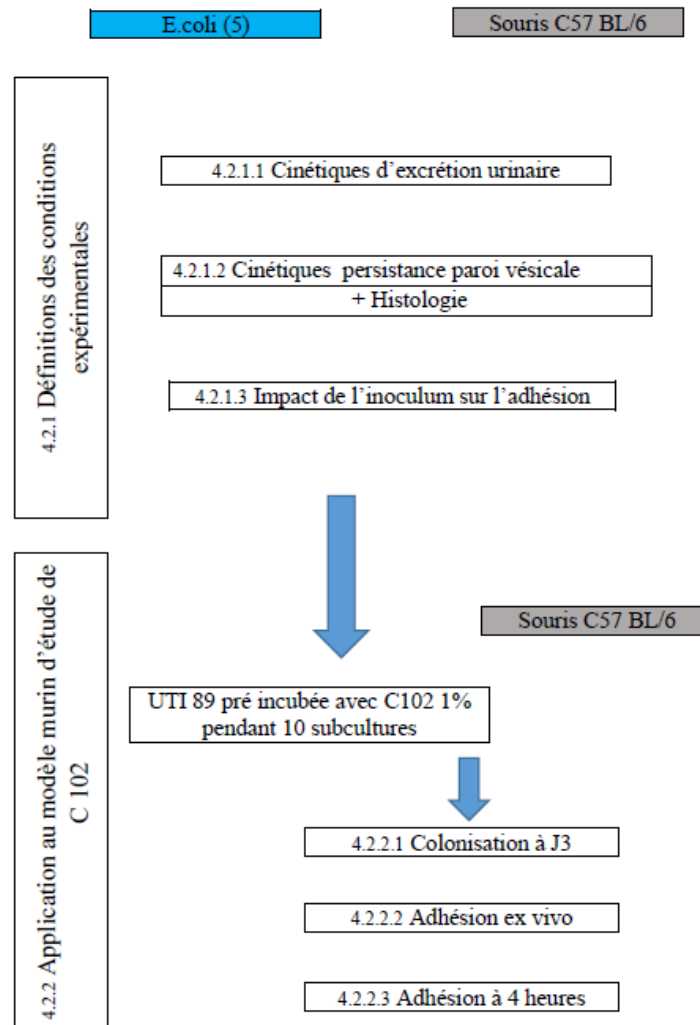 E.coli (5)
Souris C57 BL/6
4.2.1 Définitions des conditions
expérimentales
4.2.1.1 Cinétiques d'excrétion urinaire
4.2.1.2 Cinétiques persistance paroi vésicale
+ Histologie
4.2.1.3 Impact de l'inoculum sur l'adhésion
4.2.2 Application au modèle murin d'étude de
C 102
Souris C57 BL/6
UTI 89 pré incubée avec C102 1%
pendant 10 subcultures
4.2.2.1 Colonisation à J3
4.2.2.2 Adhésion ex vivo
4.2.2.3 Adhésion à 4 heures